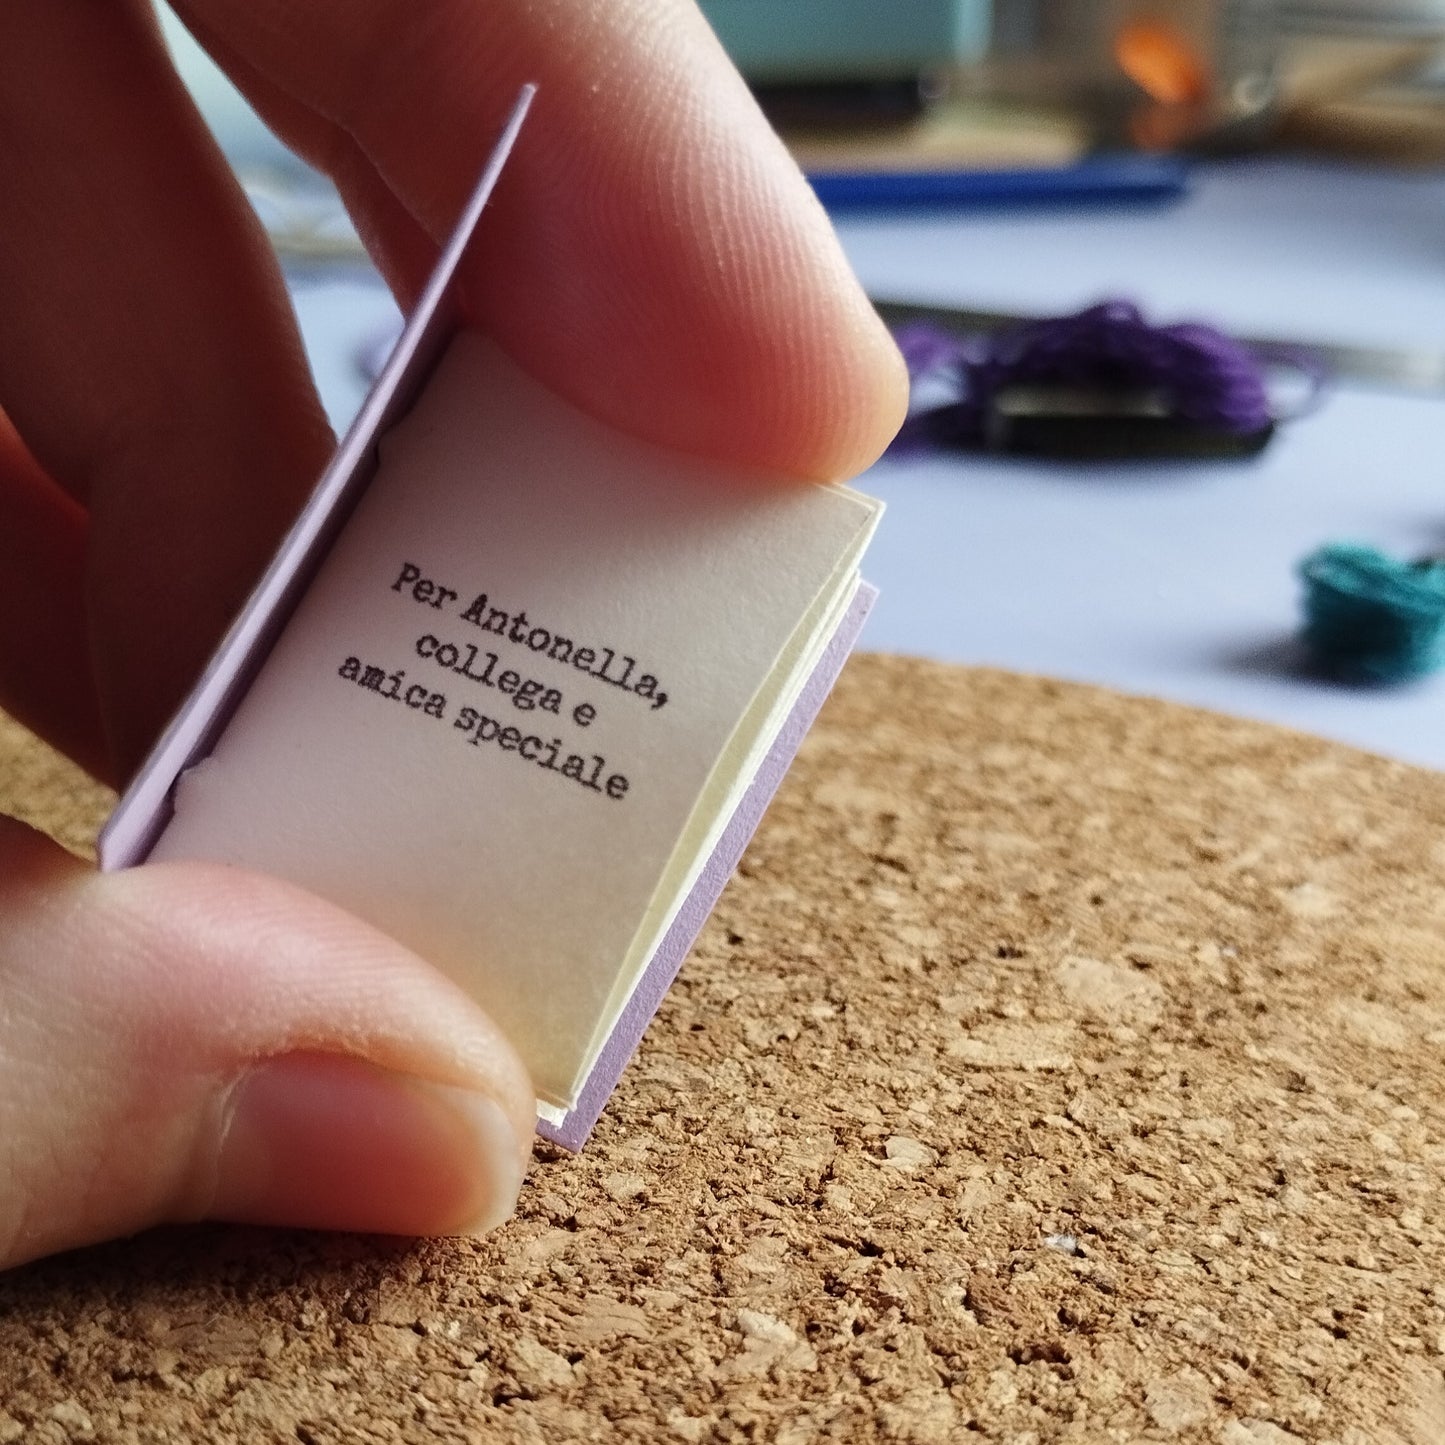 Per Antonella,
collega e
amica speciale